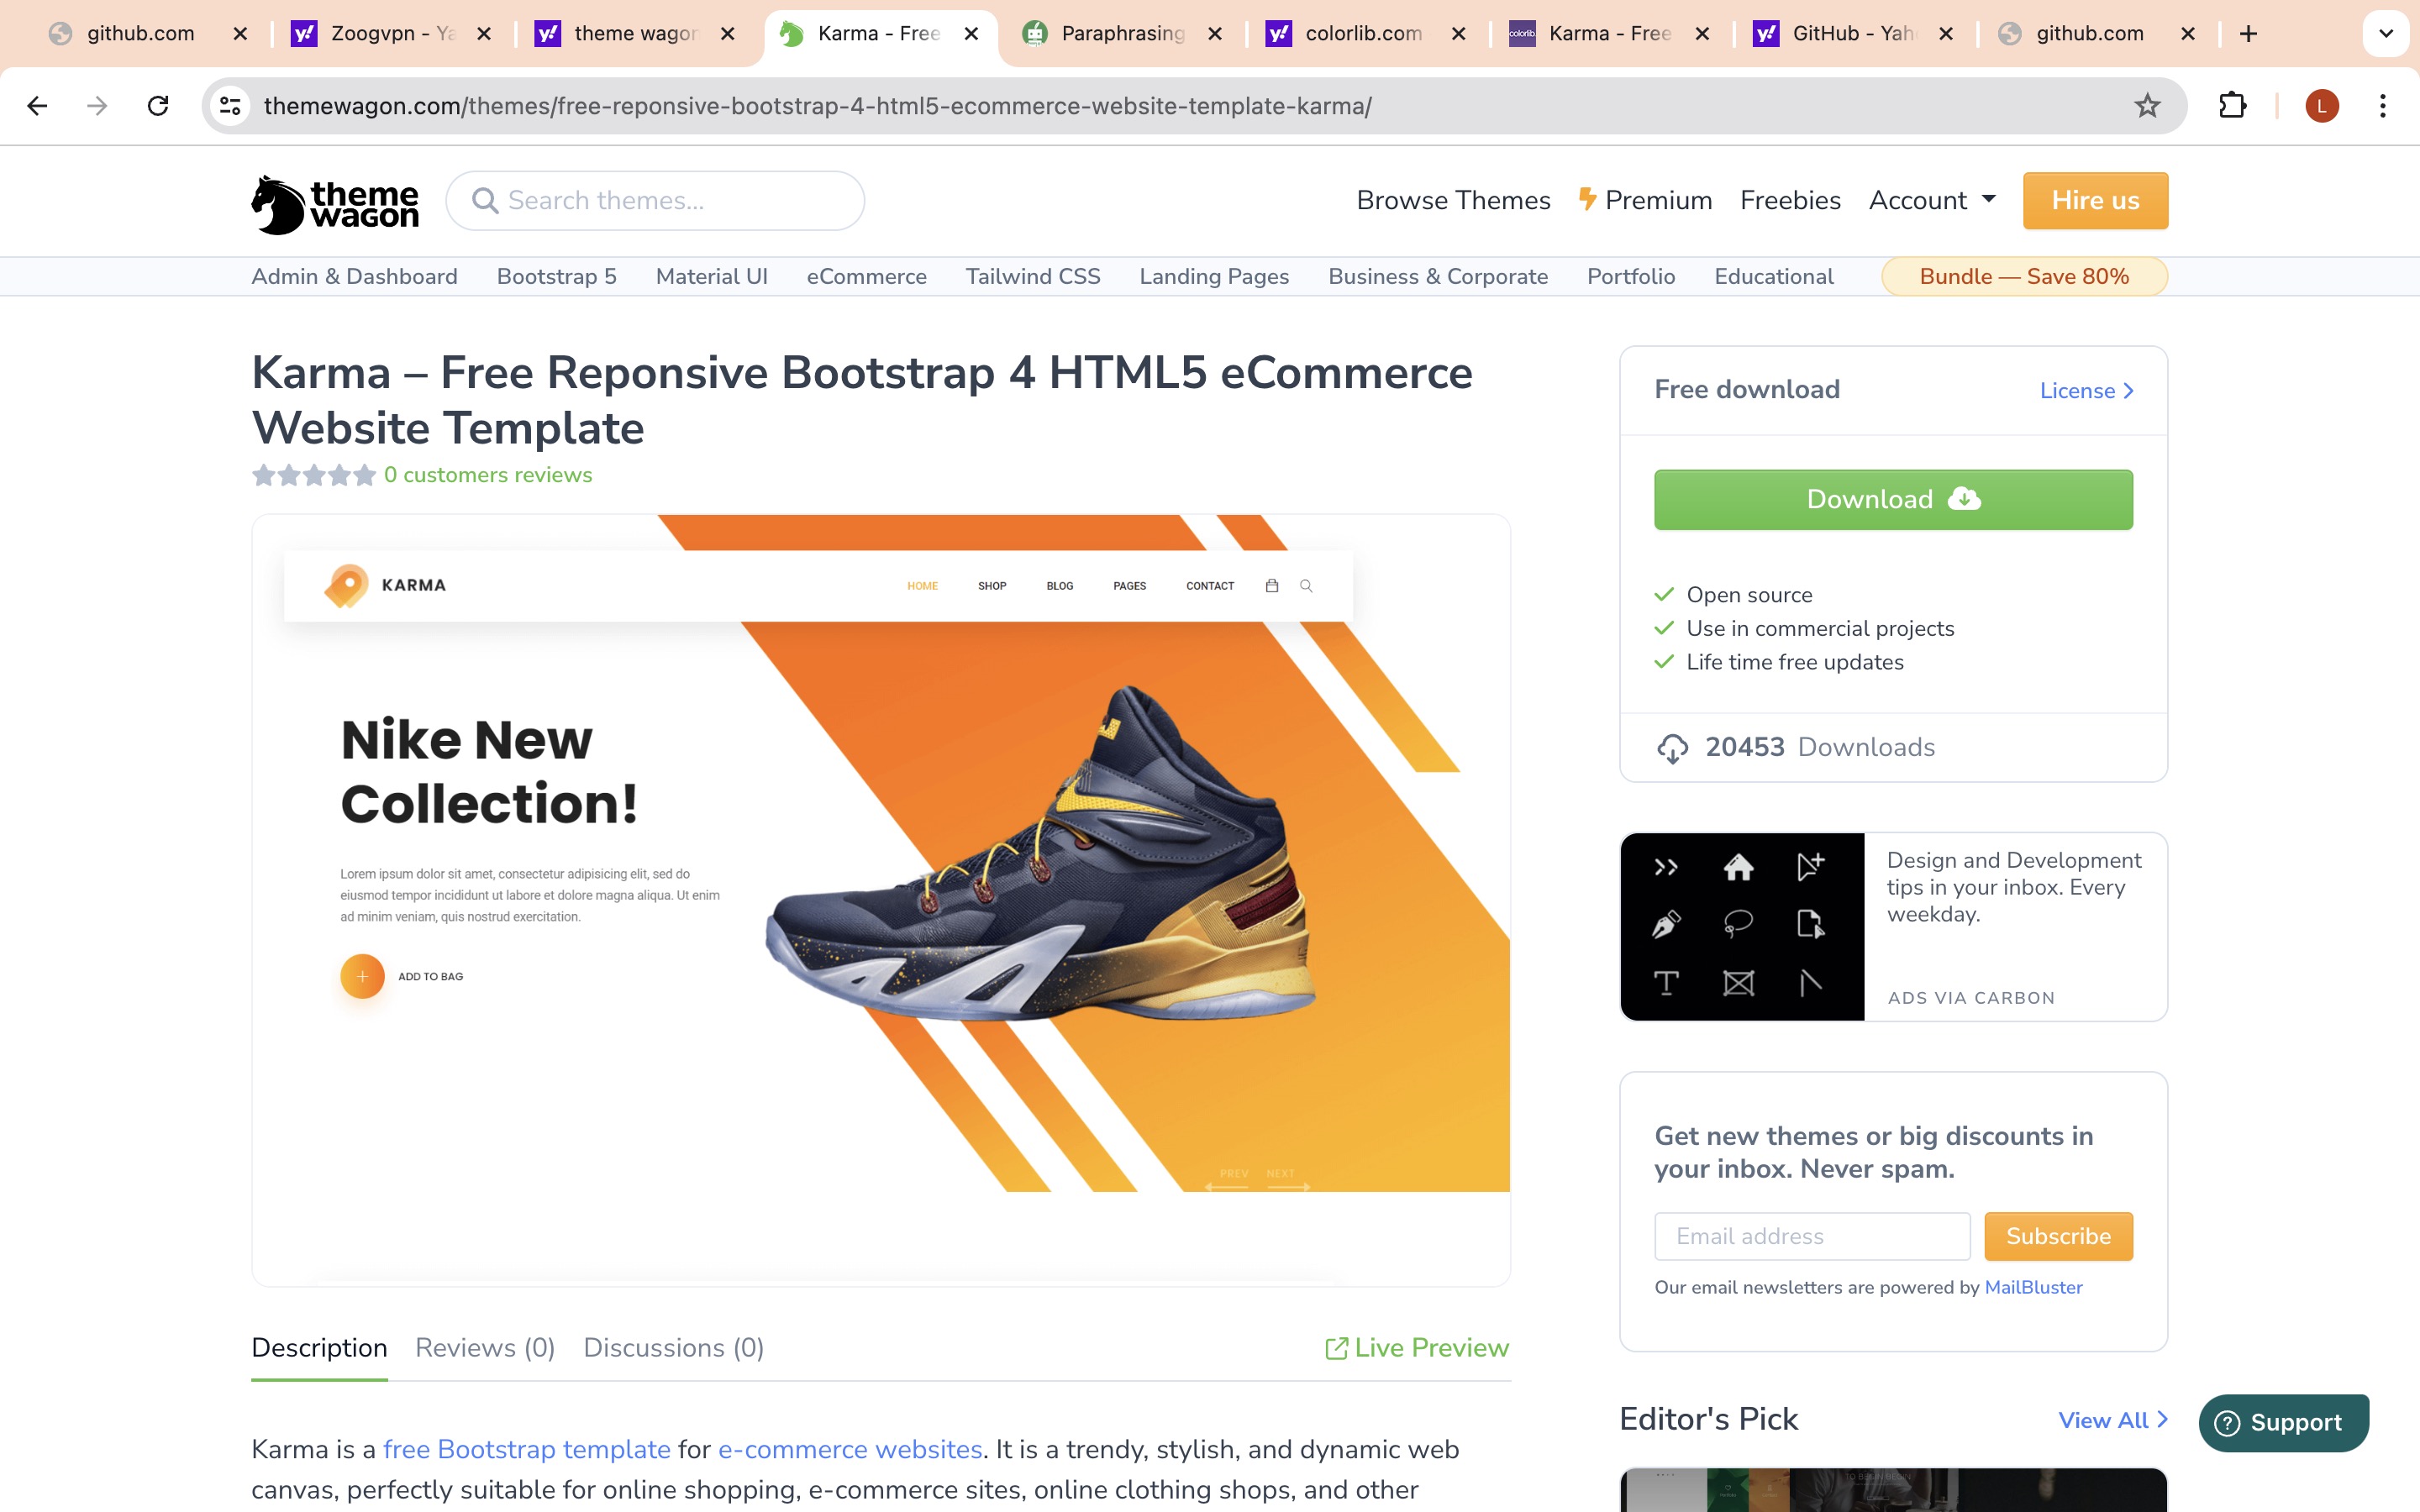 github.com
Zoogvpn - Ya
theme wagon
Karma - Free
Paraphrasing
colorlib.com
Karma - Free
GitHub - Yah
github.com
themewagon.com/themes/free-reponsive-bootstrap-4-html5-ecommerce-website-template-karma/
L
theme
wagon
Search themes...
Browse Themes
Premium
Freebies
Account
Hire us
Admin & Dashboard
Bootstrap 5
Material UI
eCommerce
Tailwind CSS
Landing Pages
Business & Corporate
Portfolio
Educational
Bundle — Save 80%
Karma – Free Reponsive Bootstrap 4 HTML5 eCommerce
Website Template
0 customers reviews
KARMA
HOME
SHOP
BLOG
PAGES
CONTACT
Nike New
Collection!
Lorem ipsum dolor sit amet, consectetur adipisicing elit, sed do
eiusmod tempor incididunt ut labore et dolore magna aliqua. Ut enim
ad minim veniam, quis nostrud exercitation.
ADD TO BAG
PREV
NEXT
Description
Reviews (0)
Discussions (0)
Live Preview
Karma is a free Bootstrap template for e-commerce websites. It is a trendy, stylish, and dynamic web
canvas, perfectly suitable for online shopping, e-commerce sites, online clothing shops, and other
Free download
License
Download
Open source
Use in commercial projects
Life time free updates
20453 Downloads
Design and Development
tips in your inbox. Every
weekday.
ADS VIA CARBON
Get new themes or big discounts in
your inbox. Never spam.
Email address
Subscribe
Our email newsletters are powered by MailBluster
Editor's Pick
View All
Support